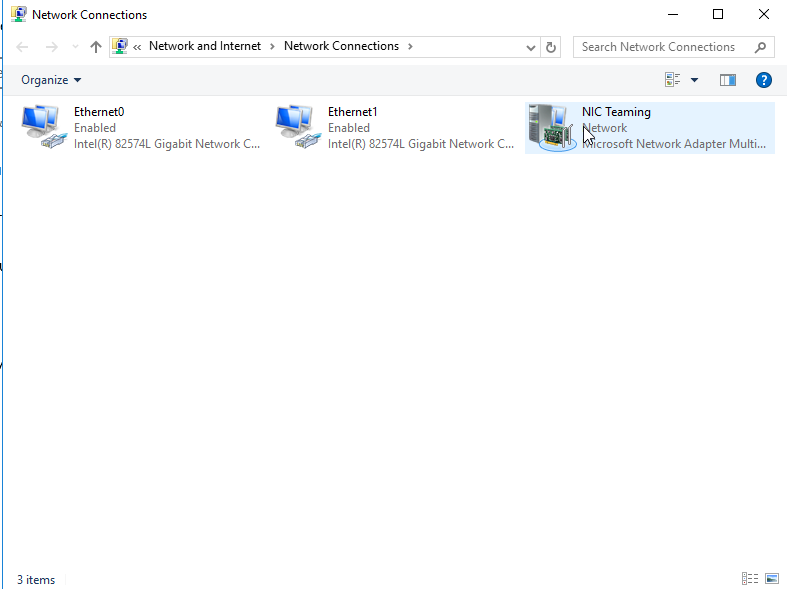 Network Connections
« Network and Internet > Network Connections >
Search Network Connections
Organize
Ethernet0
Enabled
Intel(R) 82574L Gigabit Network C...
Ethernet1
Enabled
Intel(R) 82574L Gigabit Network C...
NIC Teaming
Network
Microsoft Network Adapter Multi...
3 items